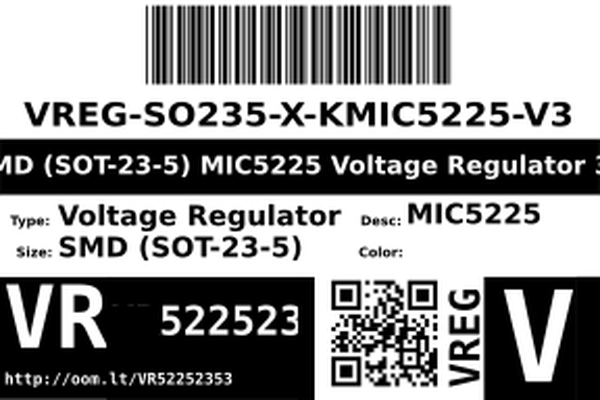 VREG-SO235-X-KMIC5225-V3
MD (SOT-23-5) MIC5225 Voltage Regulator 3
Type: Voltage Regulator Desc: MIC5225
Size: SMD (SOT-23-5) Color:
VR 522523 VREG V
http://oom.lt/VR52252353